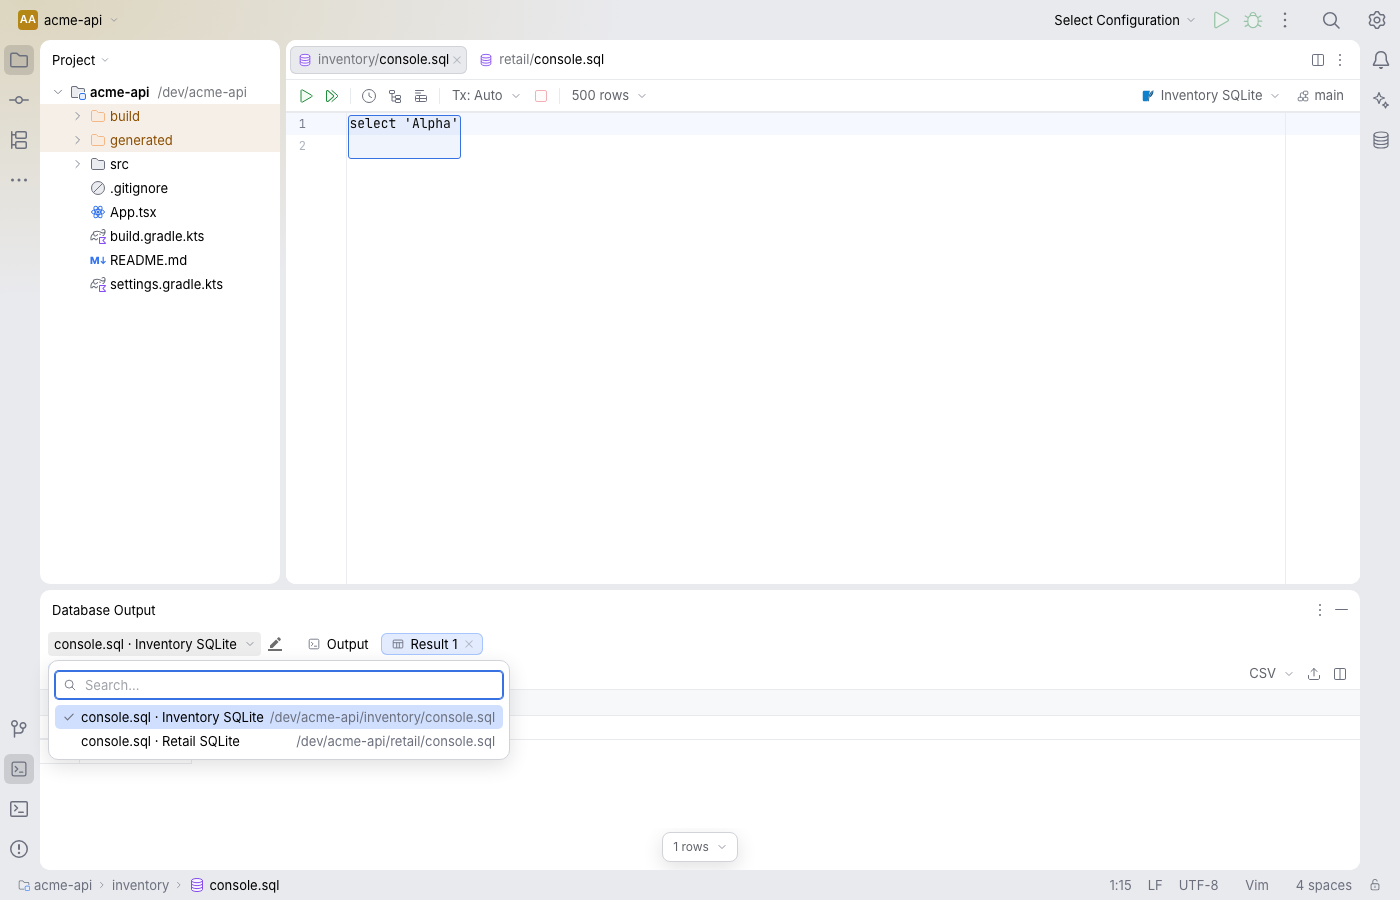 AA acme-api
Select Configuration
Project
inventory/console.sql
retail/console.sql
acme-api /dev/acme-api
build
generated
src
.gitignore
App.tsx
build.gradle.kts
README.md
settings.gradle.kts
Tx: Auto
500 rows
Inventory SQLite
main
1 select 'Alpha'
2
Database Output
console.sql · Inventory SQLite
Output
Result 1
Search...
CSV
console.sql · Inventory SQLite /dev/acme-api/inventory/console.sql
console.sql · Retail SQLite /dev/acme-api/retail/console.sql
1 rows
acme-api inventory console.sql
1:15 LF UTF-8 Vim 4 spaces